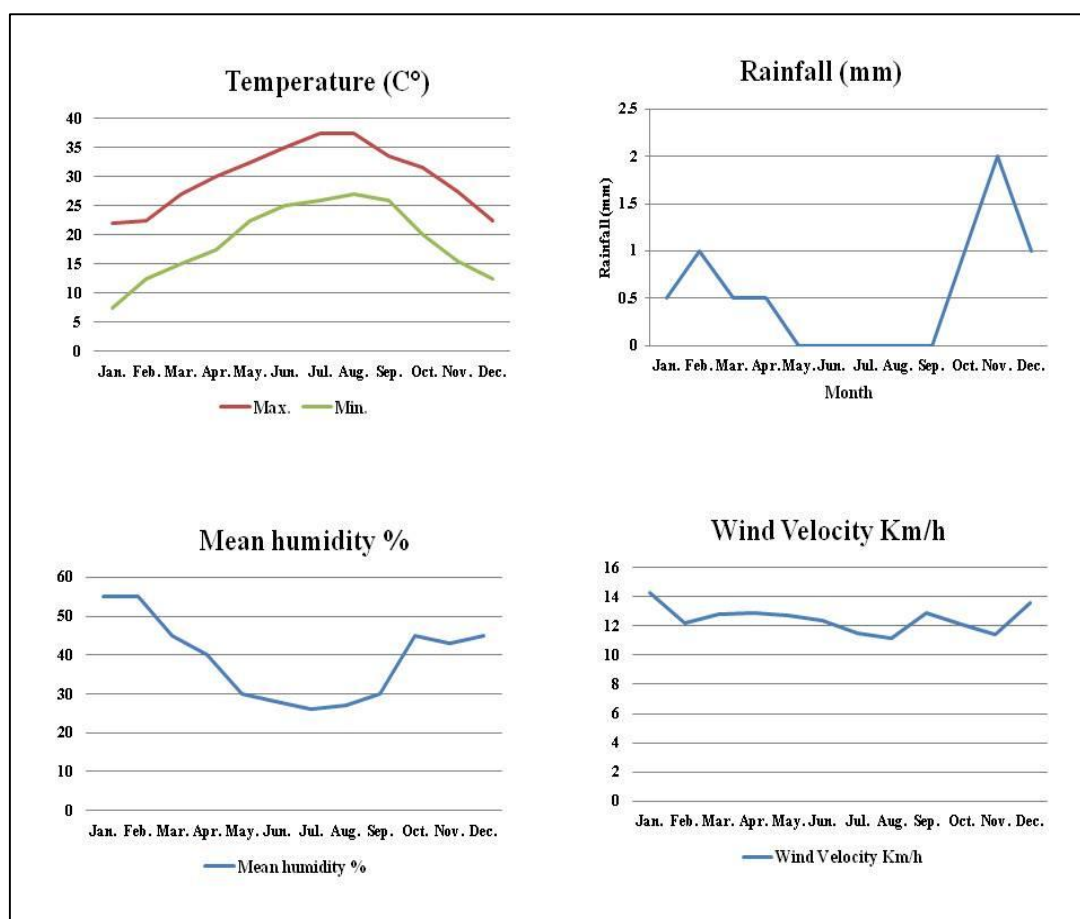 Temperature (C°)
40
35
30
25
20
15
10
5
0
Jan. Feb. Mar. Apr. May. Jun. Jul. Aug. Sep. Oct. Nov. Dec.
Max. Min.
Rainfall (mm)
Rainfall (mm)
2.5
2
1.5
1
0.5
0
Jan. Feb. Mar. Apr. May. Jun. Jul. Aug. Sep. Oct. Nov. Dec.
Month
Mean humidity %
60
50
40
30
20
10
0
Jan. Feb. Mar. Apr. May. Jun. Jul. Aug. Sep. Oct. Nov. Dec.
Mean humidity %
Wind Velocity Km/h
16
14
12
10
8
6
4
2
0
Jan. Feb. Mar. Apr. May. Jun. Jul. Aug. Sep. Oct. Nov. Dec.
Wind Velocity Km/h